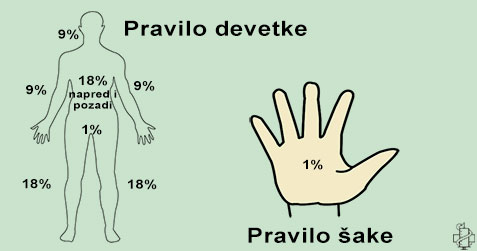 Pravilo devetke
9%
9%
18%
napred i
pozadi
9%
1%
18%
18%
1%
Pravilo šake